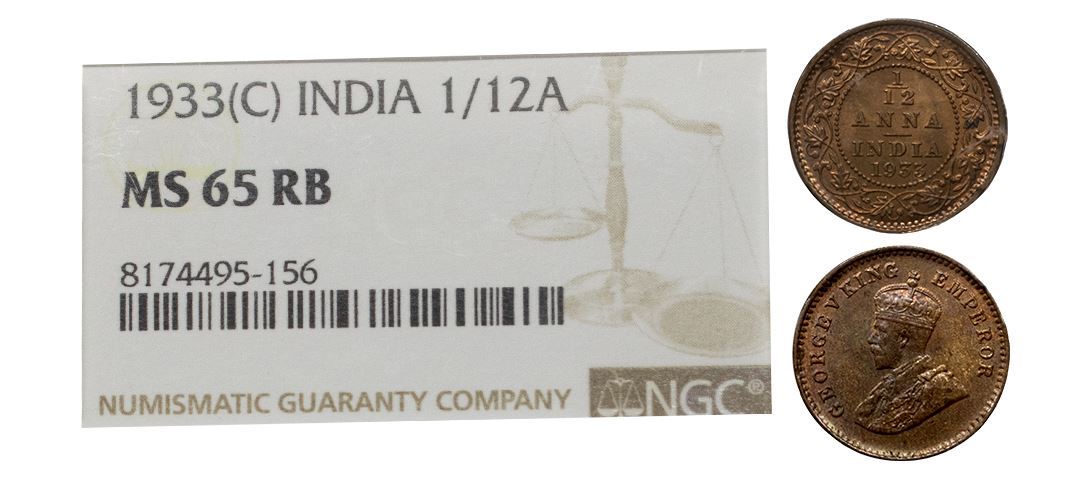 1933(C) INDIA 1/12A
MS 65 RB
8174495-156
NUMISMATIC GUARANTY COMPANY
NGC®
1
12
ANNA
INDIA
1933
GEORGE V KING EMPEROR